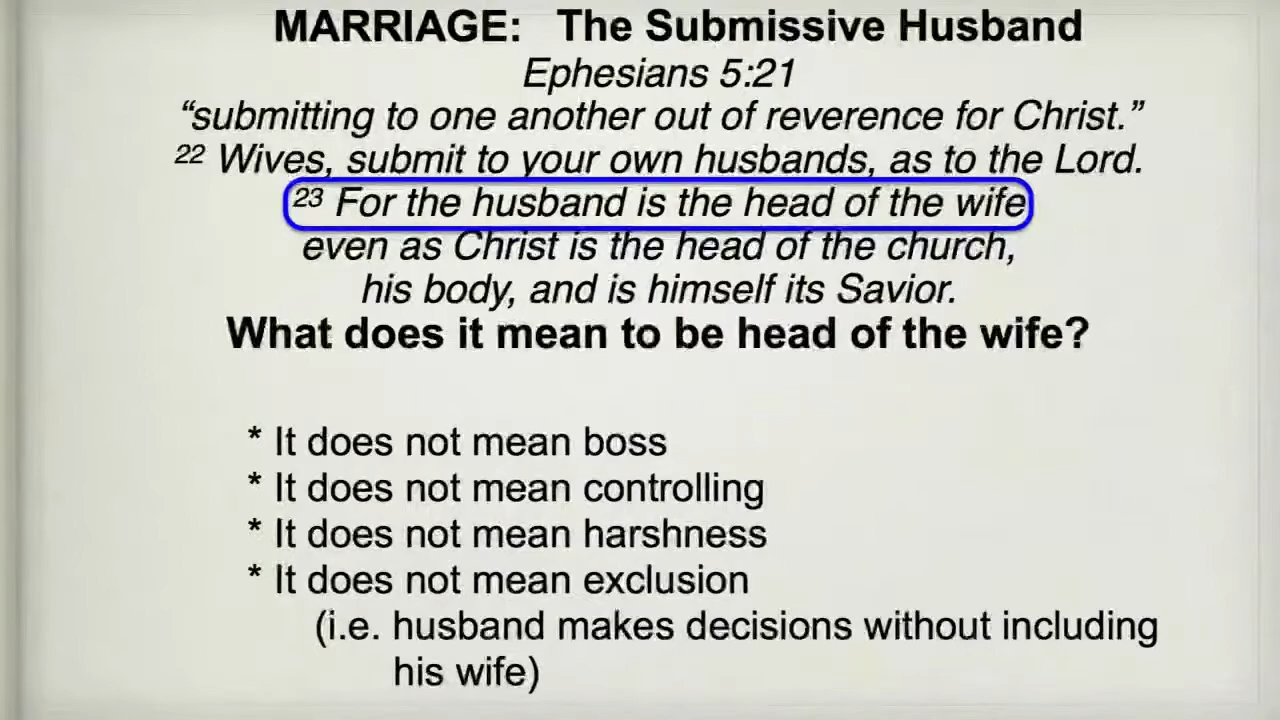 MARRIAGE: The Submissive Husband
Ephesians 5:21
“submitting to one another out of reverence for Christ.”
22 Wives, submit to your own husbands, as to the Lord.
23 For the husband is the head of the wife
even as Christ is the head of the church,
his body, and is himself its Savior.
What does it mean to be head of the wife?
* It does not mean boss
* It does not mean controlling
* It does not mean harshness
* It does not mean exclusion
(i.e. husband makes decisions without including
his wife)